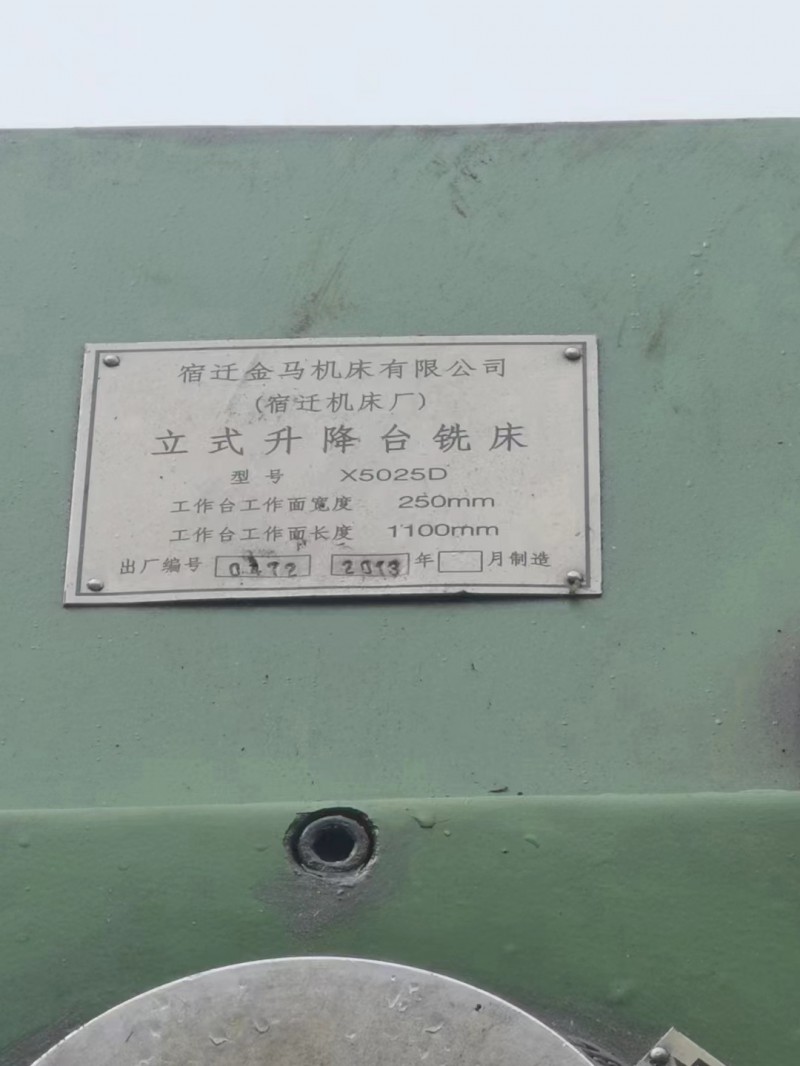 宿迁金马机床有限公司
(宿迁机床厂)
立式升降台铣床
型号 X5025D
工作台工作面宽度 250mm
工作台工作面长度 1100mm
出厂编号 2013 年 月制造